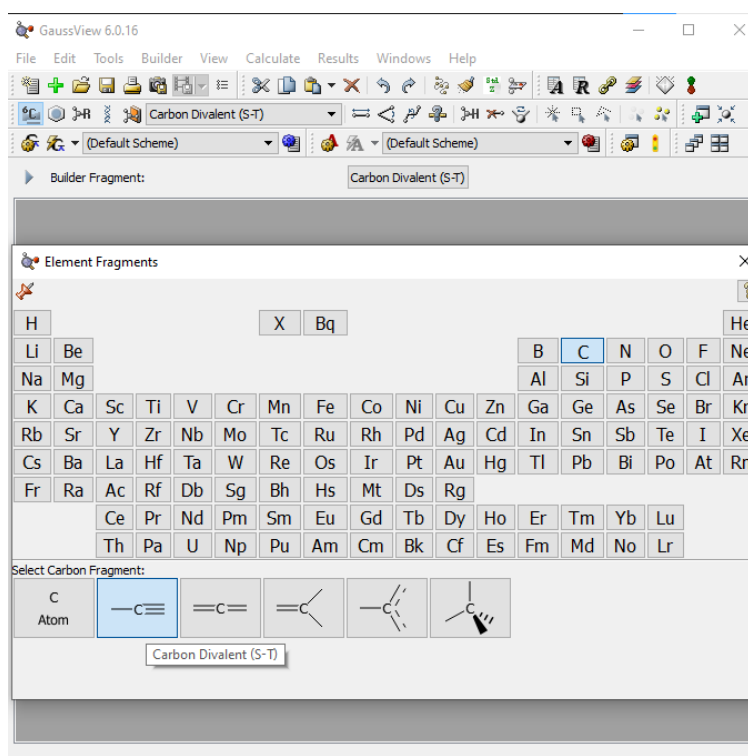 GaussView 6.0.16
File Edit Tools Builder View Calculate Results Windows Help
6C R Carbon Divalent (S-T)
(Default Scheme) (Default Scheme)
Builder Fragment: Carbon Divalent (S-T)
Element Fragments
H X Bq He
Li Be B C N O F Ne
Na Mg Al Si P S Cl Ar
K Ca Sc Ti V Cr Mn Fe Co Ni Cu Zn Ga Ge As Se Br Kr
Rb Sr Y Zr Nb Mo Tc Ru Rh Pd Ag Cd In Sn Sb Te I Xe
Cs Ba La Hf Ta W Re Os Ir Pt Au Hg Tl Pb Bi Po At Rn
Fr Ra Ac Rf Db Sg Bh Hs Mt Ds Rg
Ce Pr Nd Pm Sm Eu Gd Tb Dy Ho Er Tm Yb Lu
Th Pa U Np Pu Am Cm Bk Cf Es Fm Md No Lr
Select Carbon Fragment:
C C C C C C
Atom
Carbon Divalent (S-T)